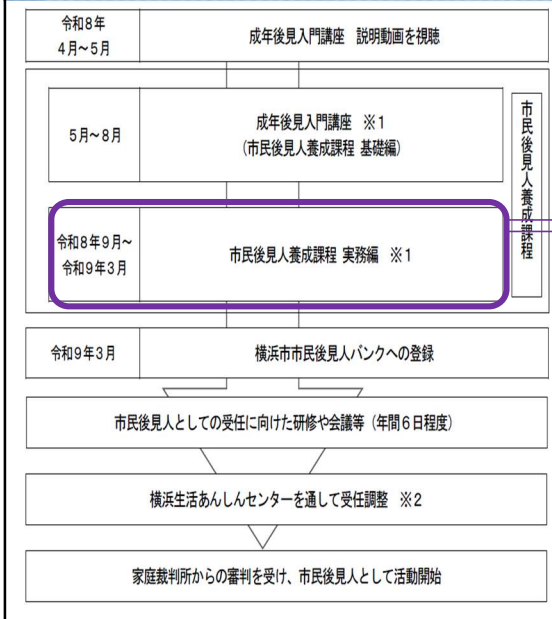 令和8年
4月～5月
成年後見入門講座 説明動画を視聴
5月～8月
成年後見入門講座 ※1
(市民後見人養成課程 基礎編)
市民後見人養成課程
令和8年9月～
令和9年3月
市民後見人養成課程 実務編 ※1
令和9年3月
横浜市市民後見人バンクへの登録
市民後見人としての受任に向けた研修や会議等（年間6日程度）
横浜生活あんしんセンターを通して受任調整 ※2
家庭裁判所からの審判を受け、市民後見人として活動開始